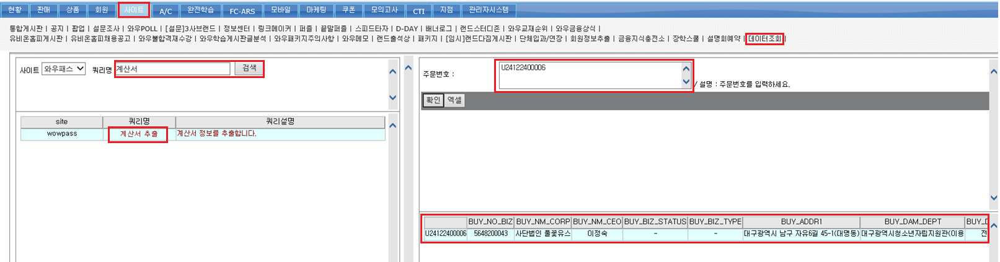 현황 판매 상품 회원 사이트 A/C 완전학습 FC-ARS 모바일 마케팅 쿠폰 모의고사 CTI 지점 관리자시스템
통합게시판 | 공지 | 팝업 | 설문조사 | 와우POLL | [설문]3사브랜드 | 정보센터 | 링크메이커 | 퍼즐 | 끝말퍼즐 | 스피드타자 | D-DAY | 배너로그 | 랜드스터디존 | 와우교재순위 | 와우금융상식 |
유비온홈피게시판 | 유비온홈피채용공고 | 와우불합격재수강 | 와우학습게시판글분석 | 와우패키지주의사항 | 와우메모 | 랜드출석상 | 패키지 | [임시]랜드다짐게시판 | 단체입과/연장 | 회원정보추출 | 금융지식충전소 | 장학스쿨 | 설명회예약 | 데이터조회 |
사이트 와우패스 쿼리명 계산서 검색
site 쿼리명 쿼리설명
wowpass 계산서 추출 계산서 정보를 추출합니다.
주문번호 : U24122400006 / 설명 : 주문번호를 입력하세요.
확인 엑셀
BUY_NO_BIZ BUY_NM_CORP BUY_NM_CEO BUY_BIZ_STATUS BUY_BIZ_TYPE BUY_ADDR1 BUY_DAM_DEPT BUY_D
U24122400006 5648200043 사단법인 풀꽃유스 이정숙 - - 대구광역시 남구 자유6길 45-1(대명동) 대구광역시청소년자립지원관(이용 전